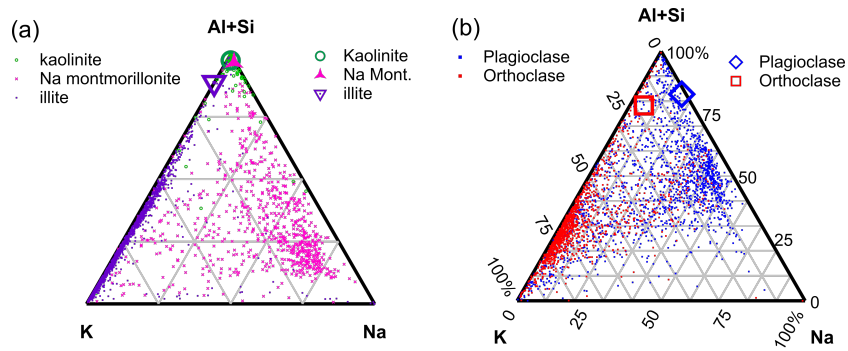 (a)
Al+Si
kaolinite
Na montmorillonite
illite
Kaolinite
Na Mont.
illite
K
Na
(b)
Al+Si
Plagioclase
Orthoclase
Plagioclase
Orthoclase
0
100%
25
75
50
50
75
25
100%
0
0
25
50
75
100%
K
Na